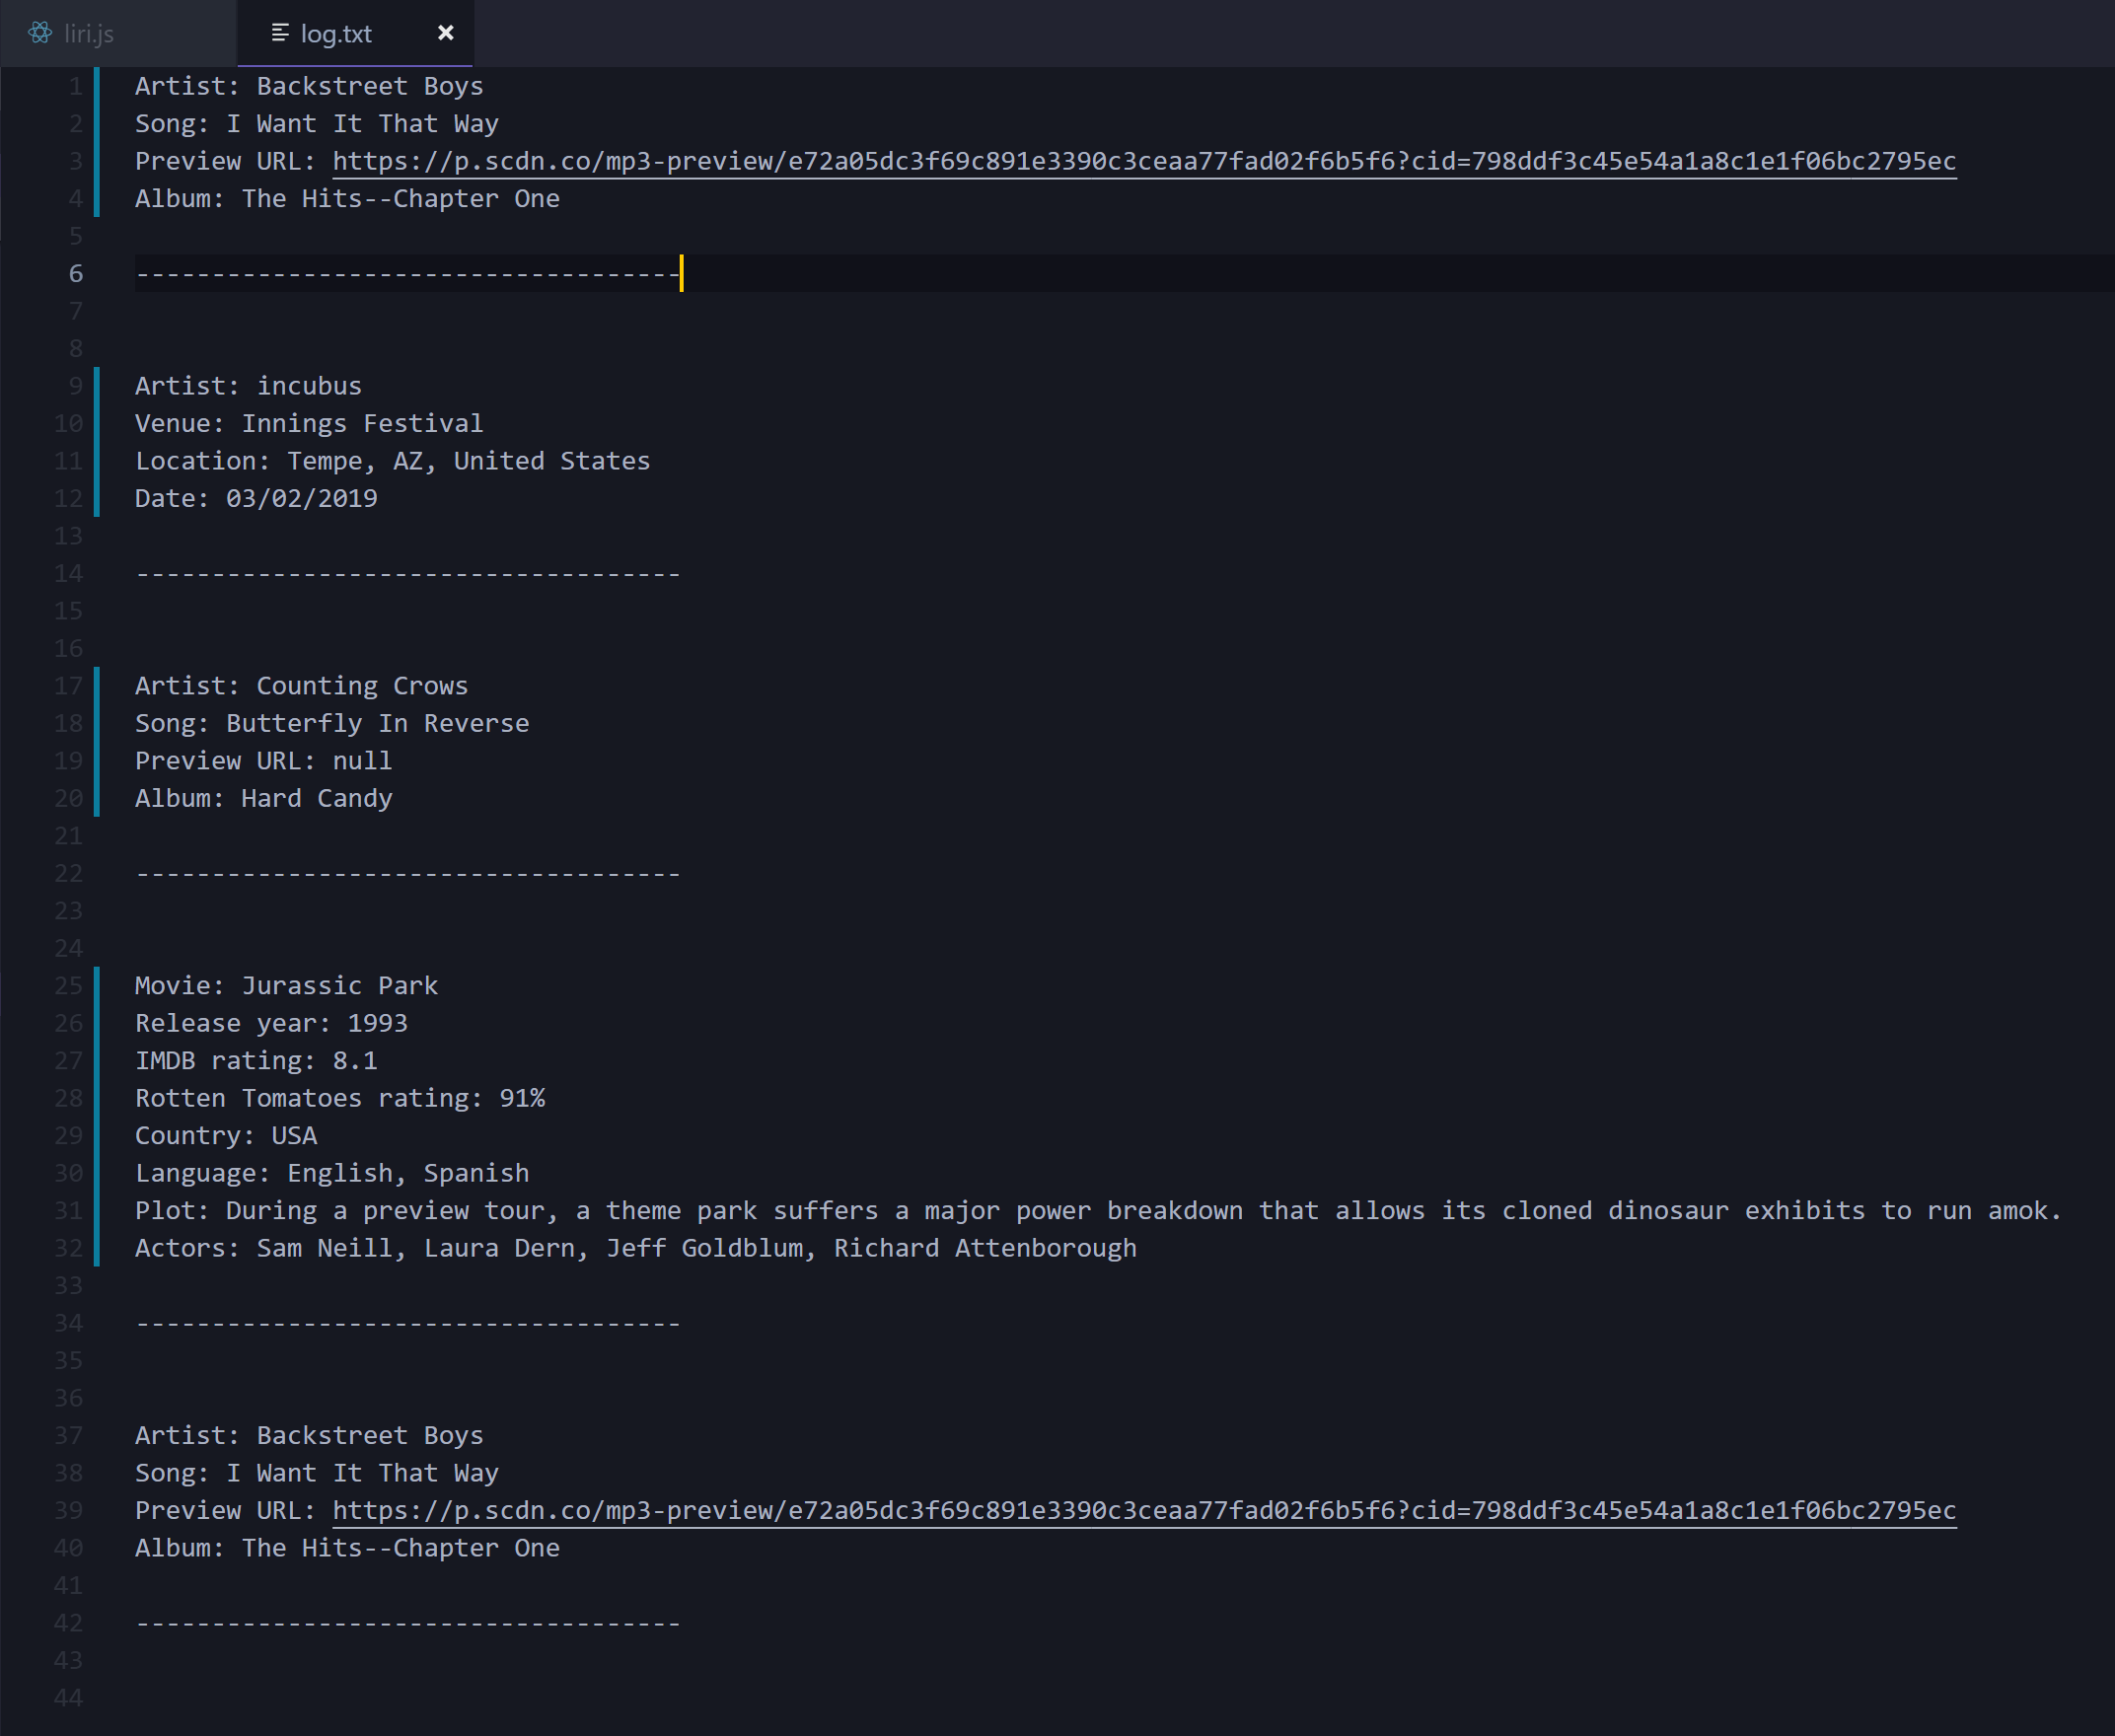 liri.js
log.txt
1 Artist: Backstreet Boys
2 Song: I Want It That Way
3 Preview URL: https://p.scdn.co/mp3-preview/e72a05dc3f69c891e3390c3ceaa77fad02f6b5f6?cid=798ddf3c45e54a1a8c1e1f06bc2795ec
4 Album: The Hits--Chapter One
5
6 ------------------------------------
7
8
9 Artist: incubus
10 Venue: Innings Festival
11 Location: Tempe, AZ, United States
12 Date: 03/02/2019
13
14 ------------------------------------
15
16
17 Artist: Counting Crows
18 Song: Butterfly In Reverse
19 Preview URL: null
20 Album: Hard Candy
21
22 ------------------------------------
23
24
25 Movie: Jurassic Park
26 Release year: 1993
27 IMDB rating: 8.1
28 Rotten Tomatoes rating: 91%
29 Country: USA
30 Language: English, Spanish
31 Plot: During a preview tour, a theme park suffers a major power breakdown that allows its cloned dinosaur exhibits to run amok.
32 Actors: Sam Neill, Laura Dern, Jeff Goldblum, Richard Attenborough
33
34 ------------------------------------
35
36
37 Artist: Backstreet Boys
38 Song: I Want It That Way
39 Preview URL: https://p.scdn.co/mp3-preview/e72a05dc3f69c891e3390c3ceaa77fad02f6b5f6?cid=798ddf3c45e54a1a8c1e1f06bc2795ec
40 Album: The Hits--Chapter One
41
42 ------------------------------------
43
44